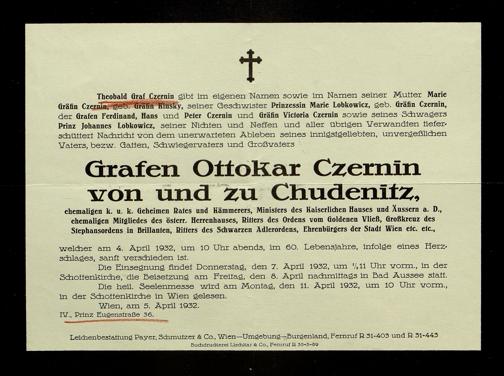 Theobald Graf Czernin gibt im eigenen Namen sowie im Namen seiner Mutter Marie
Gräfin Czernin, geb. Gräfin Kinsky, seiner Geschwister Prinzessin Marie Lobkowicz, geb. Gräfin Czernin,
der Grafen Ferdinand, Hans und Peter Czernin und Gräfin Victoria Czernin sowie seines Schwagers
Prinz Johannes Lobkowicz, seiner Nichten und Neffen und aller übrigen Verwandten tiefer-
schüttert Nachricht von dem unerwarteten Ableben seines innigstgeliebten, unvergeßlichen
Vaters, bezw. Gatten, Schwiegervaters und Großvaters
Grafen Ottokar Czernin
von und zu Chudenitz,
ehemaligen k. u. k. Geheimen Rates und Kämmerers, Ministers des Kaiserlichen Hauses und Äussern a. D.,
ehemaligen Mitgliedes des österr. Herrenhauses, Ritters des Ordens vom Goldenen Vließ, Großkreuz des
Stephansordens in Brillanten, Ritters des Schwarzen Adlerordens, Ehrenbürgers der Stadt Wien etc. etc.,
welcher am 4. April 1932, um 10 Uhr abends, im 60. Lebensjahre, infolge eines Herz-
schlages, sanft verschieden ist.
Die Einsegnung findet Donnerstag, den 7. April 1932, um ½11 Uhr vorm., in der
Schottenkirche, die Beisetzung am Freitag, den 8. April nachmittags in Bad Aussee statt.
Die heil. Seelenmesse wird am Montag, den 11. April 1932, um 10 Uhr vorm.,
in der Schottenkirche in Wien gelesen.
Wien, am 5. April 1932.
IV., Prinz Eugenstraße 36.
Leichenbestattung Payer, Schmutzer & Co., Wien—Umgebung—Burgenland, Fernruf R 31-403 und R 31-443
Buchdruckerei Lischkar & Co., Fernruf R